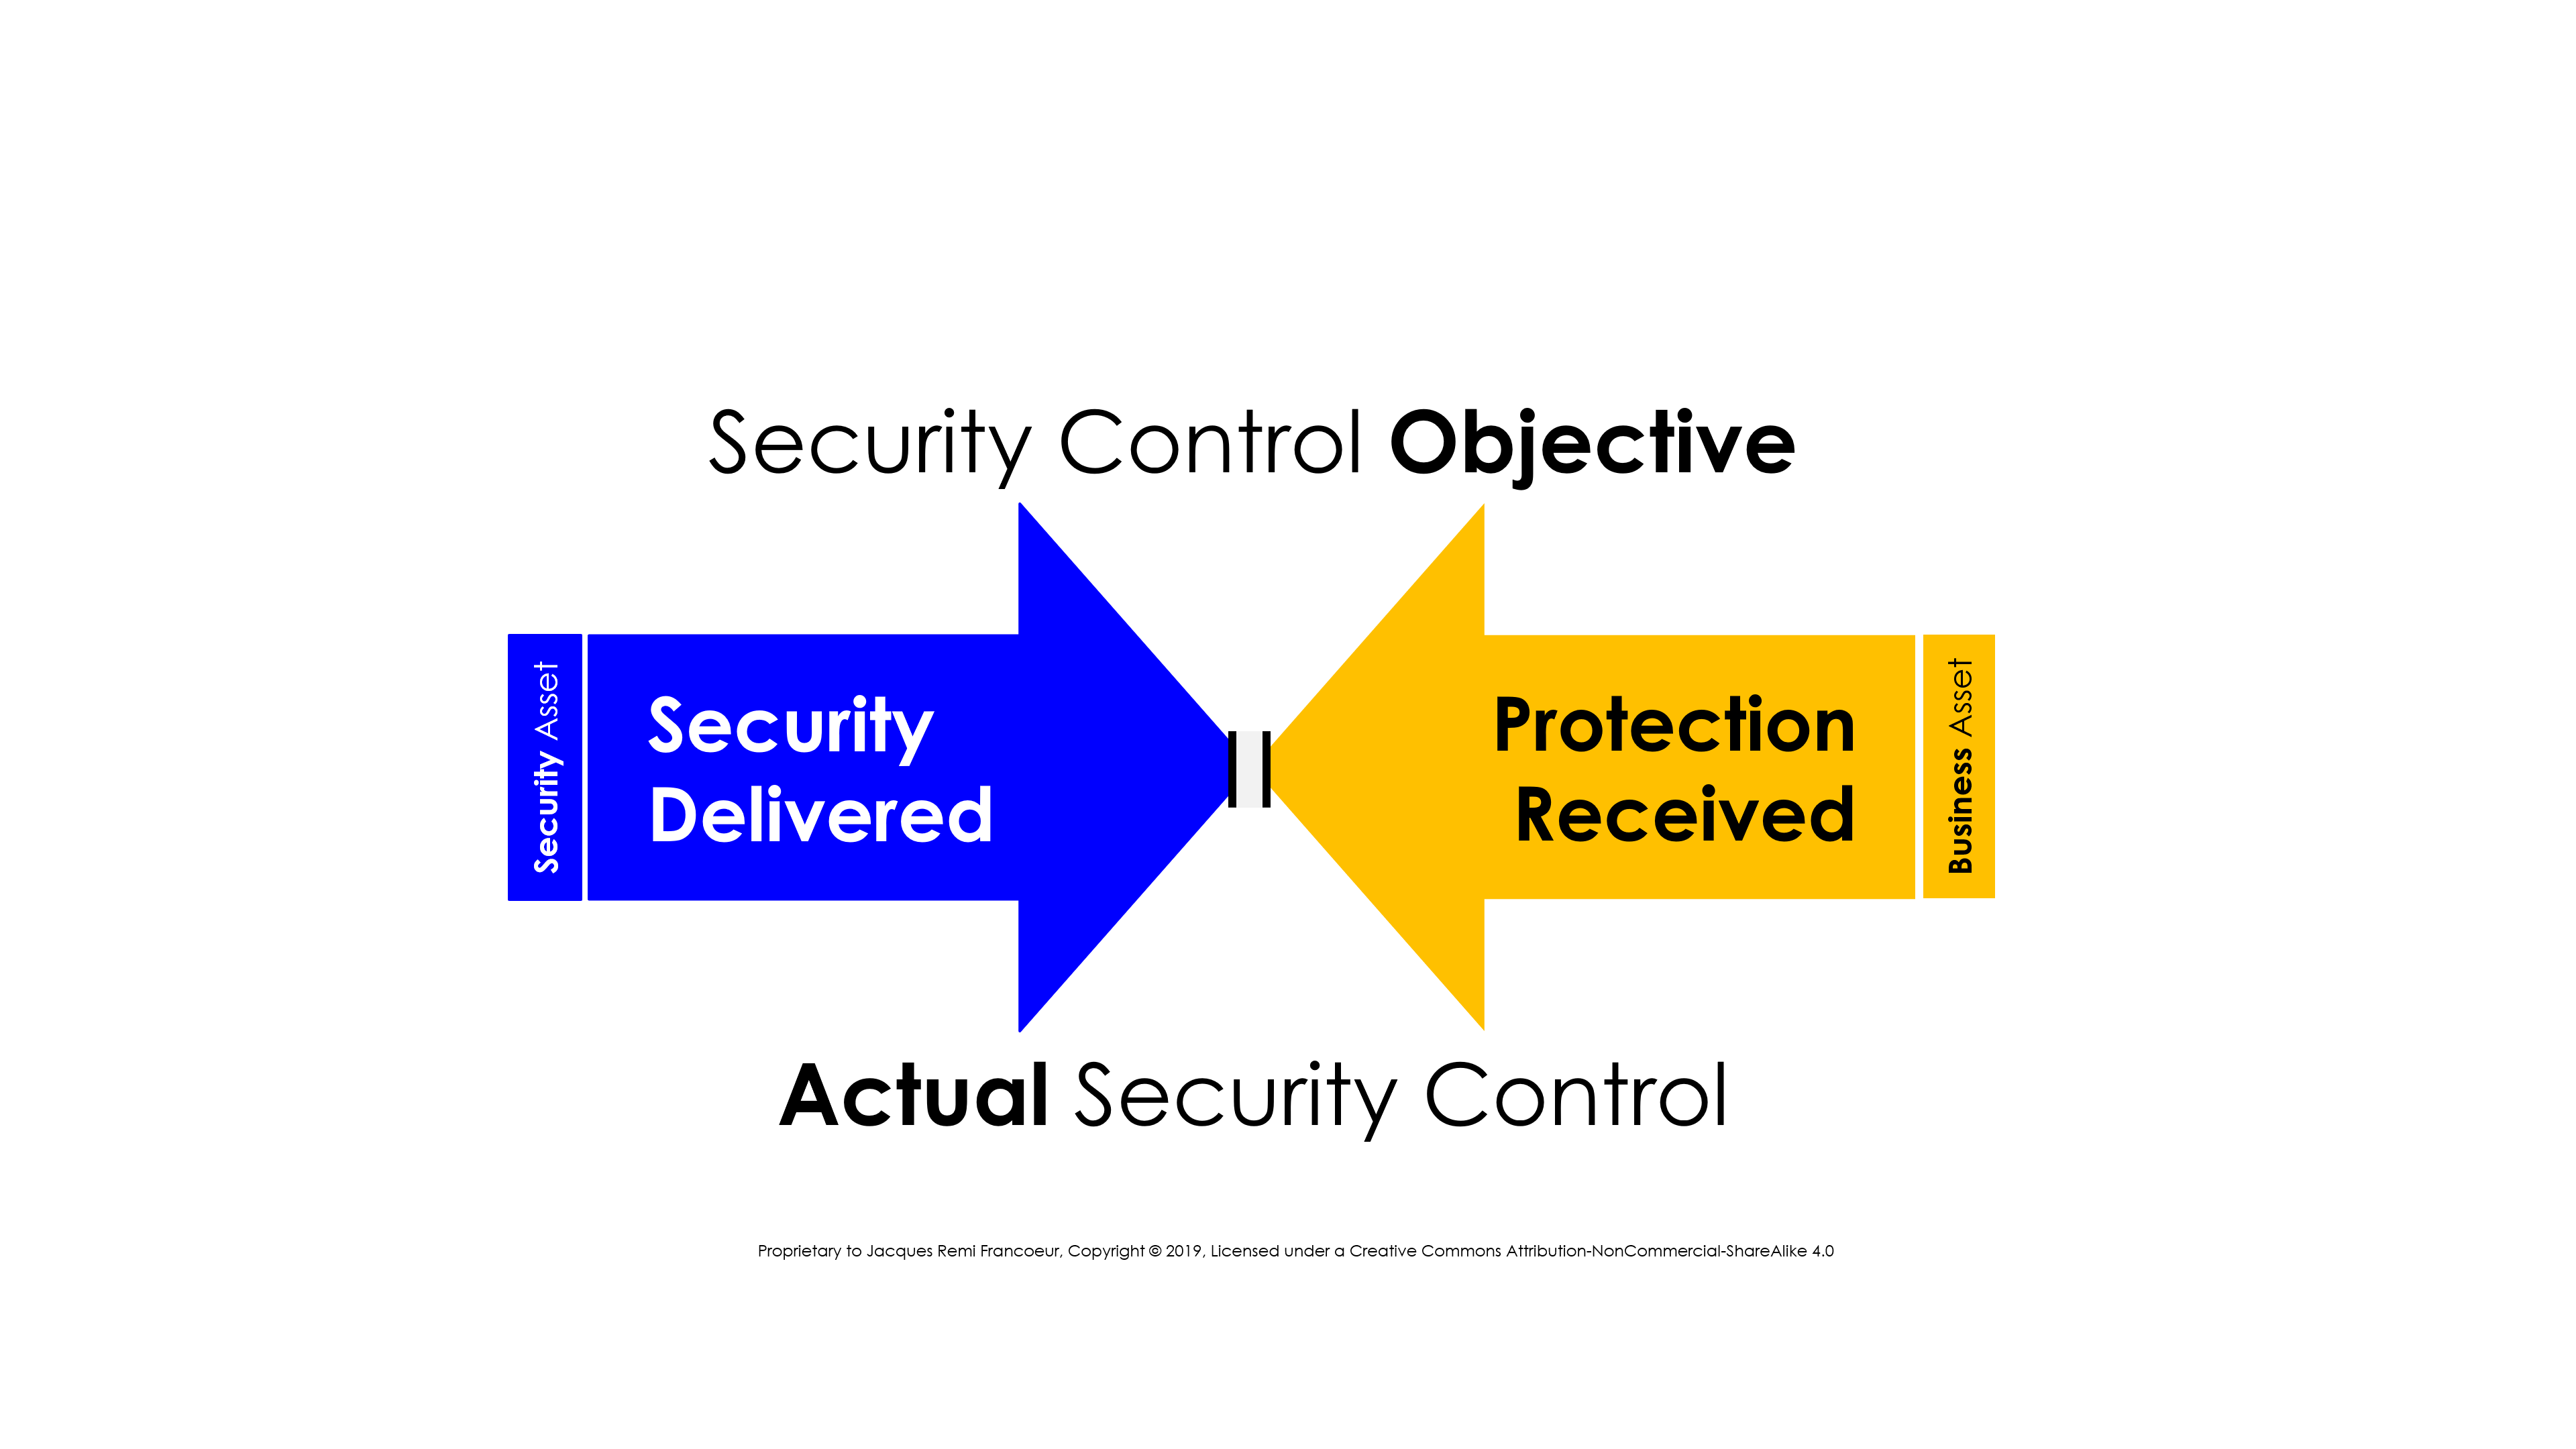 Security Control Objective
Security Asset
Security
Delivered
Protection
Received
Business Asset
Actual Security Control
Proprietary to Jacques Remi Francoeur, Copyright © 2019, Licensed under a Creative Commons Attribution-NonCommercial-ShareAlike 4.0